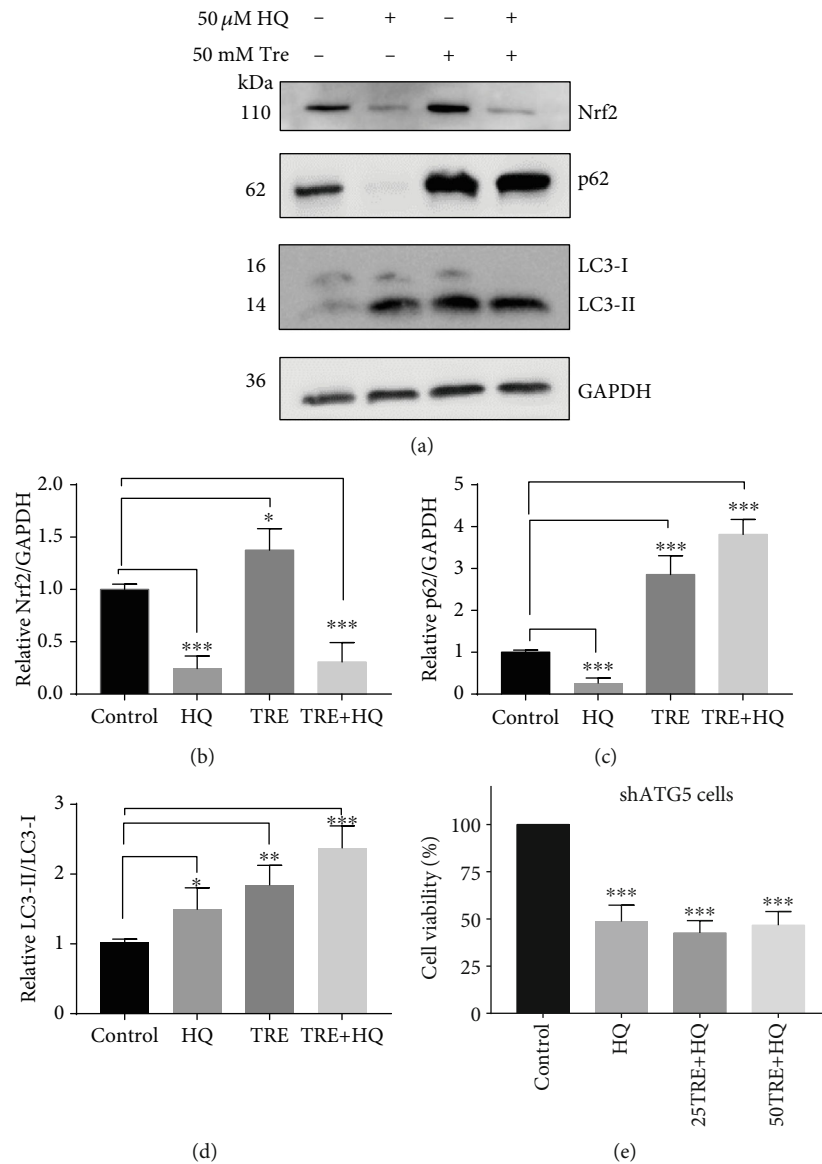 50 μM HQ – + – +
50 mM Tre – – + +
kDa
110 Nrf2
62 p62
16 LC3-I
14 LC3-II
36 GAPDH
(a)
Relative Nrf2/GAPDH
2.0
1.5
1.0
0.5
0.0
*
***
***
Control HQ TRE TRE+HQ
(b)
Relative p62/GAPDH
5
4
3
2
1
0
***
***
***
Control HQ TRE TRE+HQ
(c)
Relative LC3-II/LC3-I
3
2
1
0
*
**
***
Control HQ TRE TRE+HQ
(d)
shATG5 cells
Cell viability (%)
100
75
50
25
0
***
***
***
Control
HQ
25TRE+HQ
50TRE+HQ
(e)